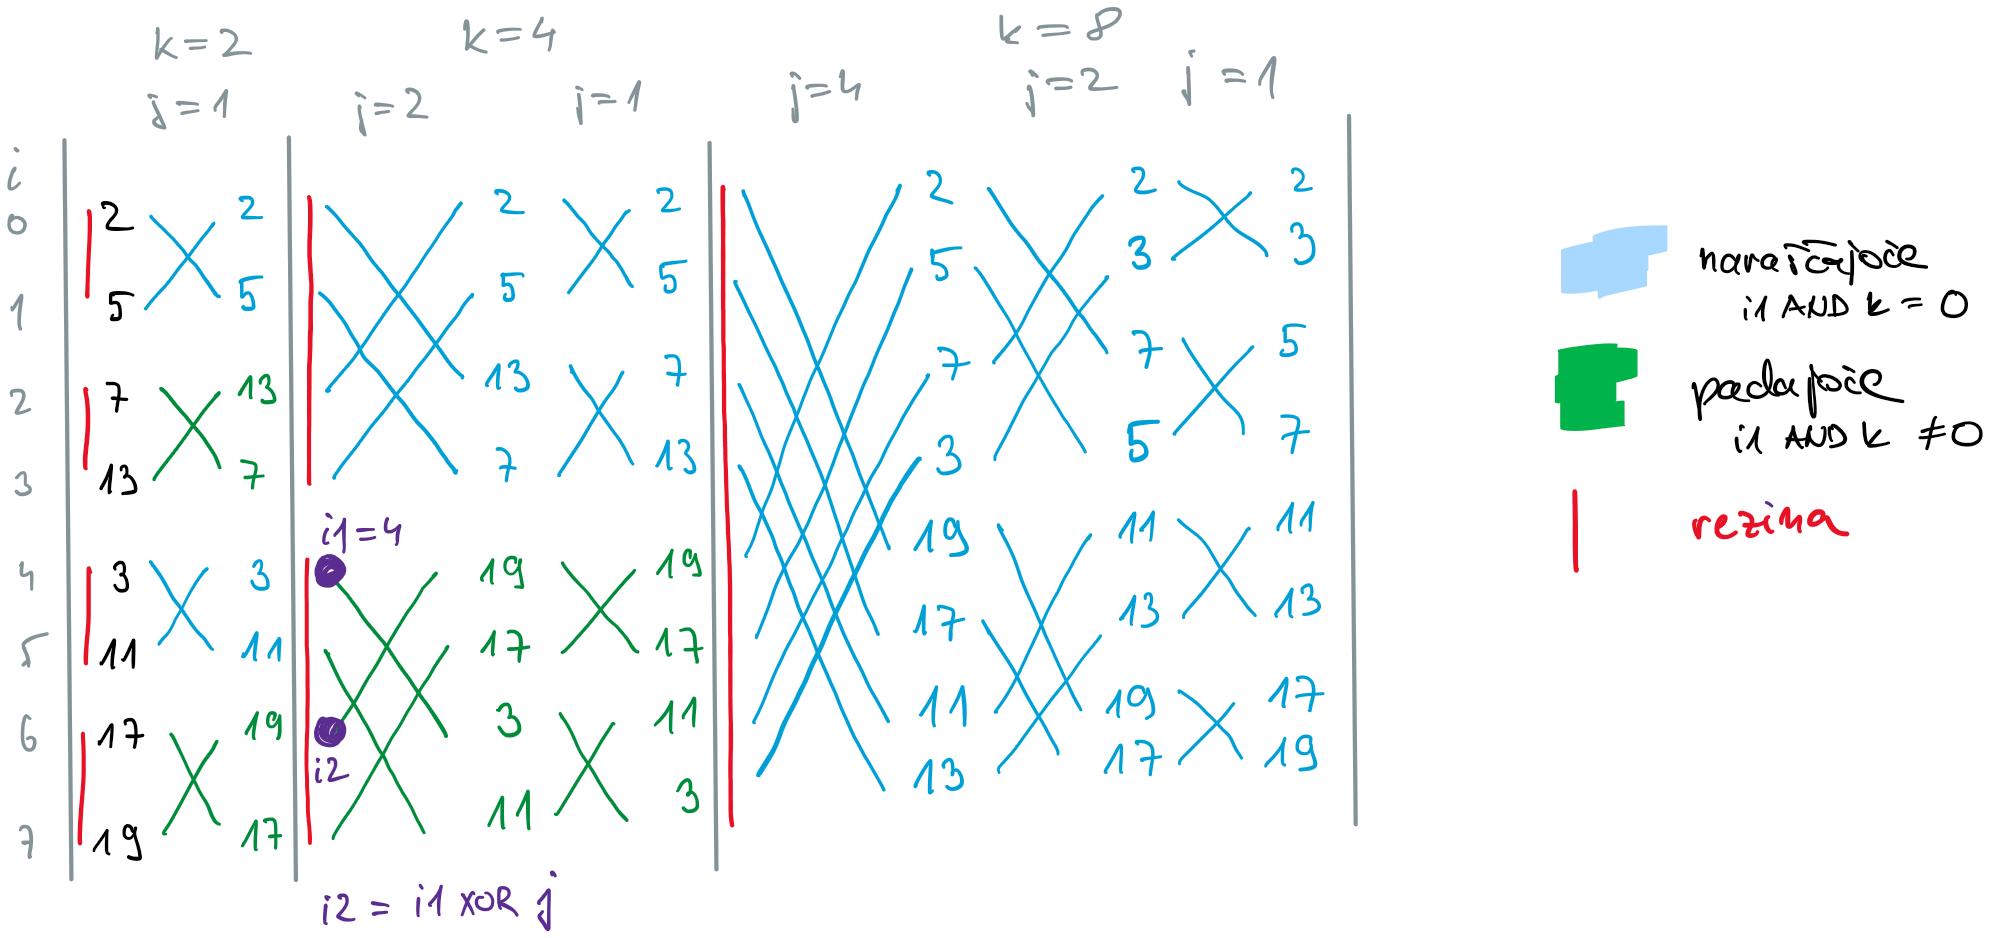 k=2 k=4 k=8
j=1 j=2 j=1 j=4 j=2 j=1
i
0 2 2 2 2 2 2 2
1 5 5 5 5 5 3 3
2 7 13 13 7 7 7 5
3 13 7 7 13 3 5 7
i1=4
4 3 3 19 19 19 11 11
5 11 11 17 17 17 13 13
6 17 19 3 11 11 19 17
i2
7 19 17 11 3 13 17 19
i2 = i1 XOR j
naraščajoče
i1 AND k = 0
padajoče
i1 AND k ≠ 0
rezina